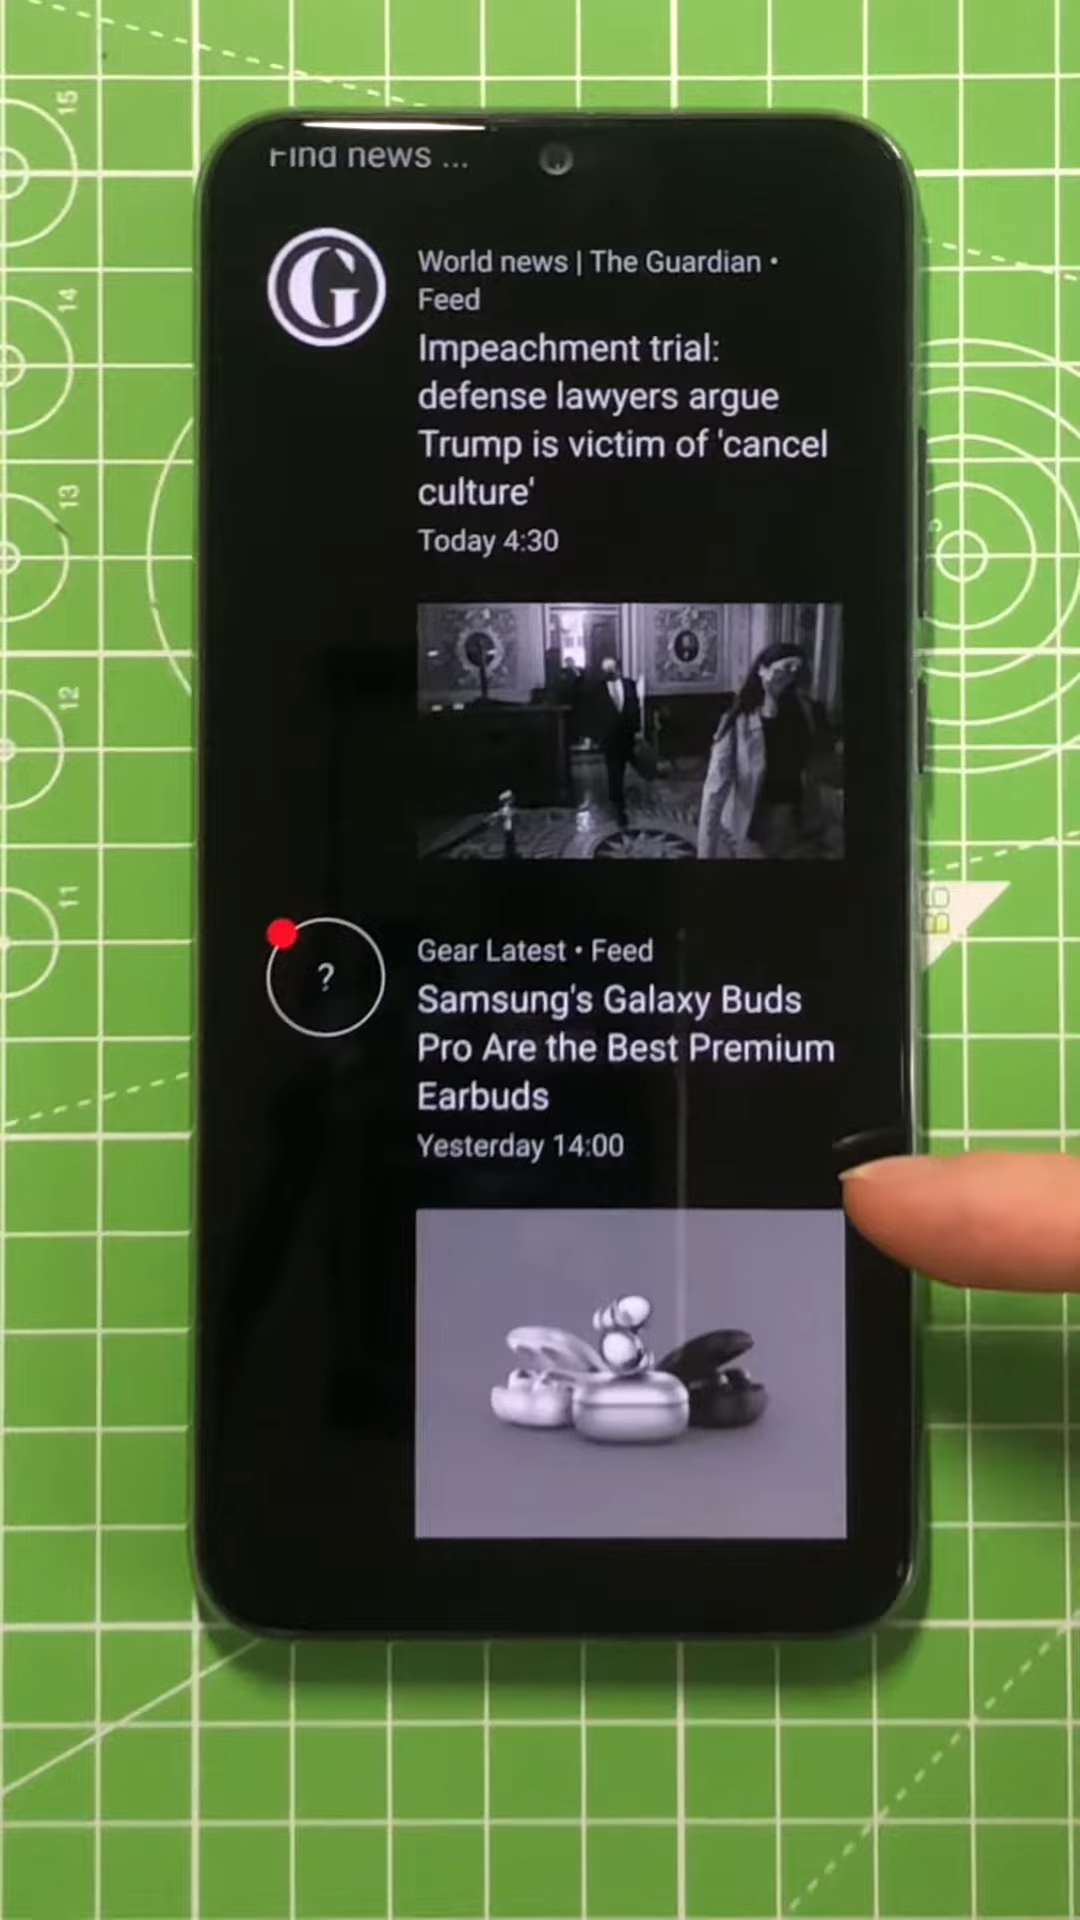 Find news ...
G
World news | The Guardian •
Feed
Impeachment trial:
defense lawyers argue
Trump is victim of 'cancel
culture'
Today 4:30
?
Gear Latest • Feed
Samsung's Galaxy Buds
Pro Are the Best Premium
Earbuds
Yesterday 14:00
15
14
13
12
11